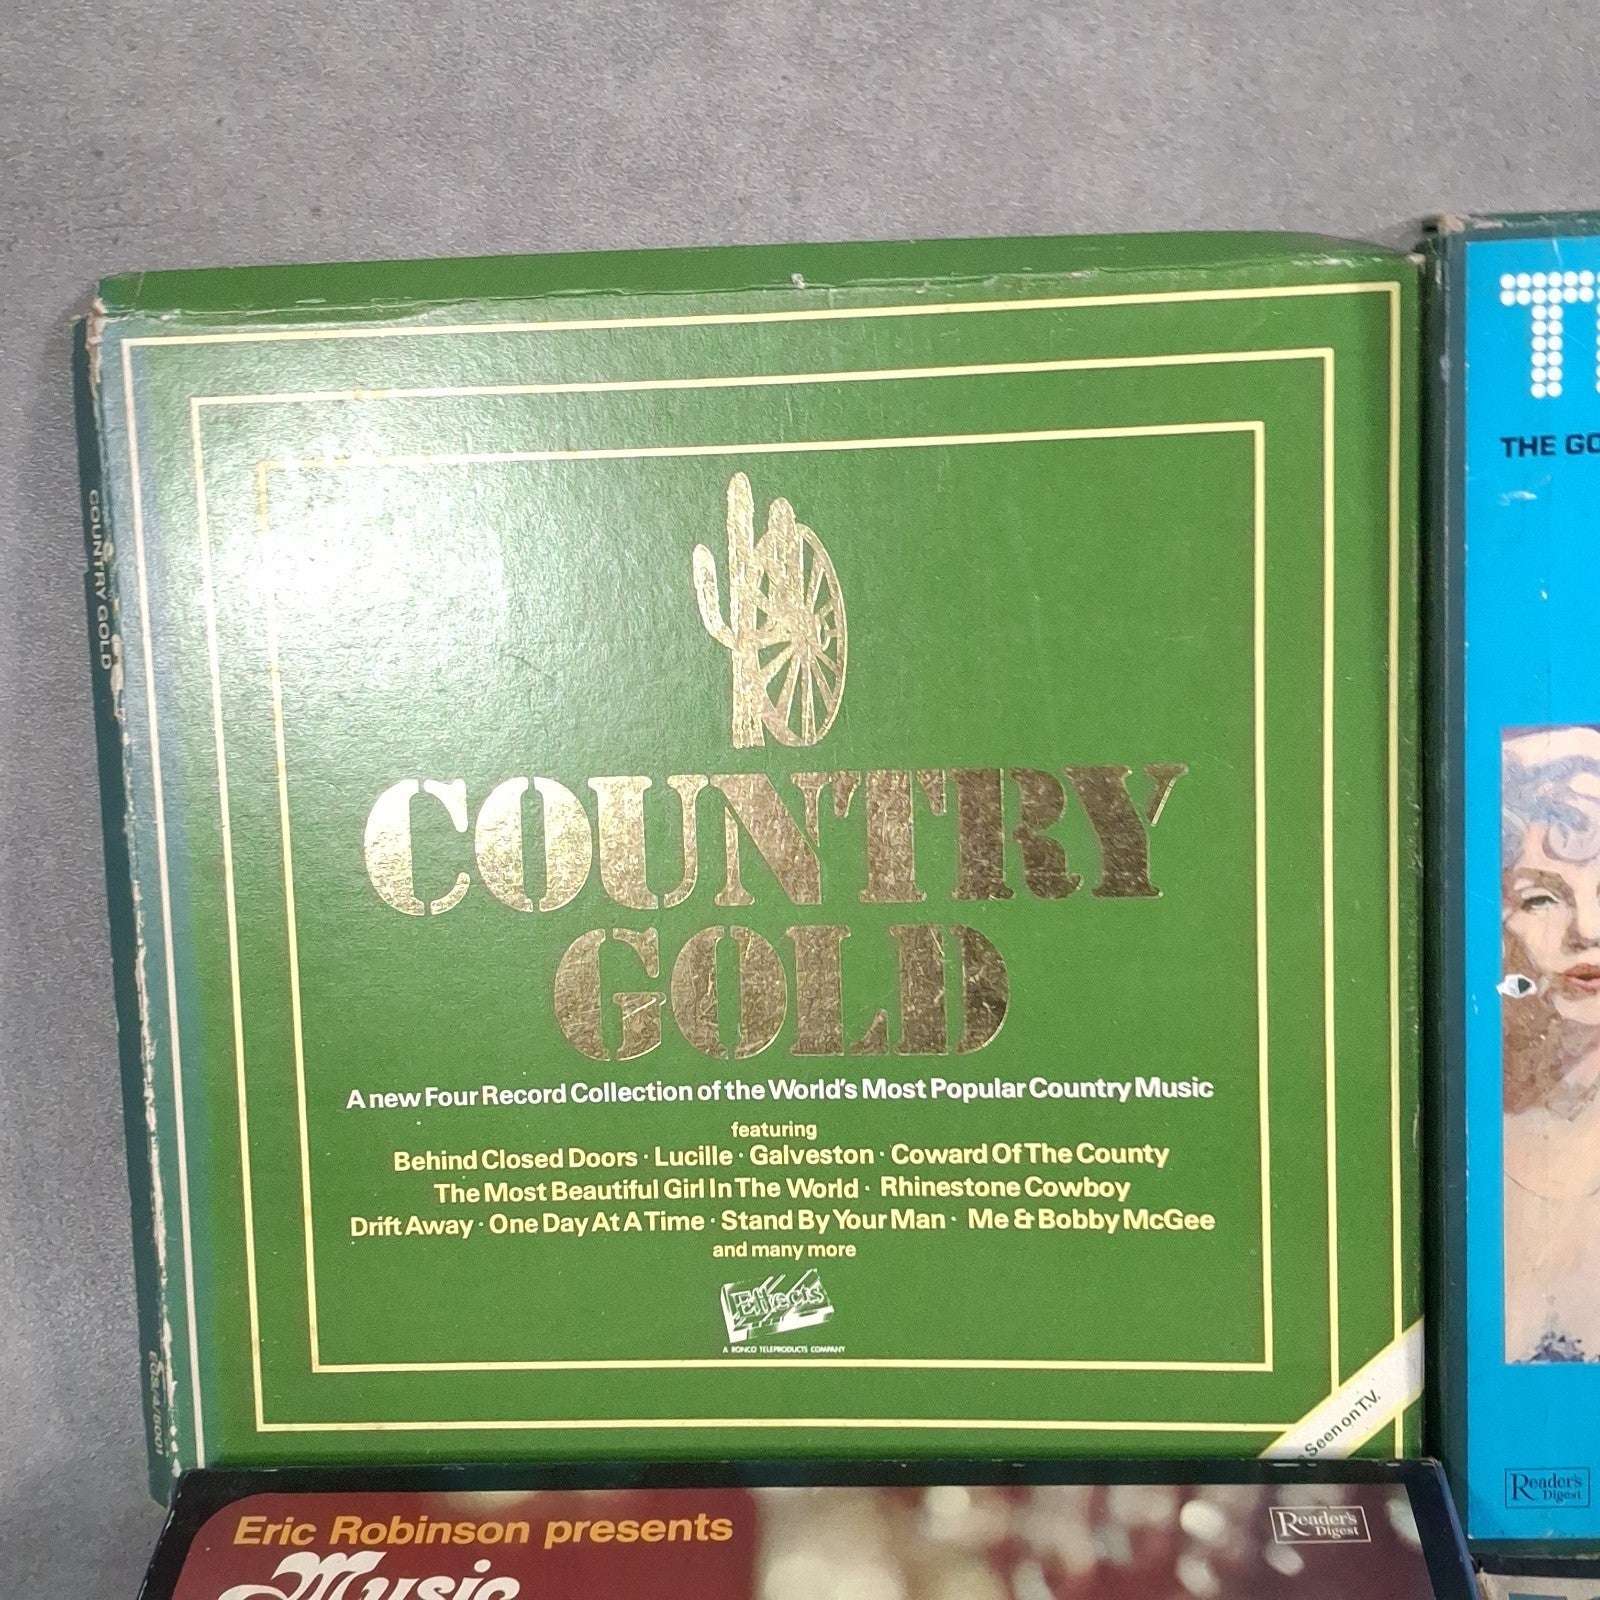 COUNTRY GOLD
COUNTRY
GOLD
A new Four Record Collection of the World's Most Popular Country Music
featuring
Behind Closed Doors · Lucille · Galveston · Coward Of The County
The Most Beautiful Girl In The World · Rhinestone Cowboy
Drift Away · One Day At A Time · Stand By Your Man · Me & Bobby McGee
and many more
Effects
A RONCO TELEPRODUCTS COMPANY
Seen on T.V.
THE GO
Reader's
Digest
Eric Robinson presents
Music
Reader's
Digest